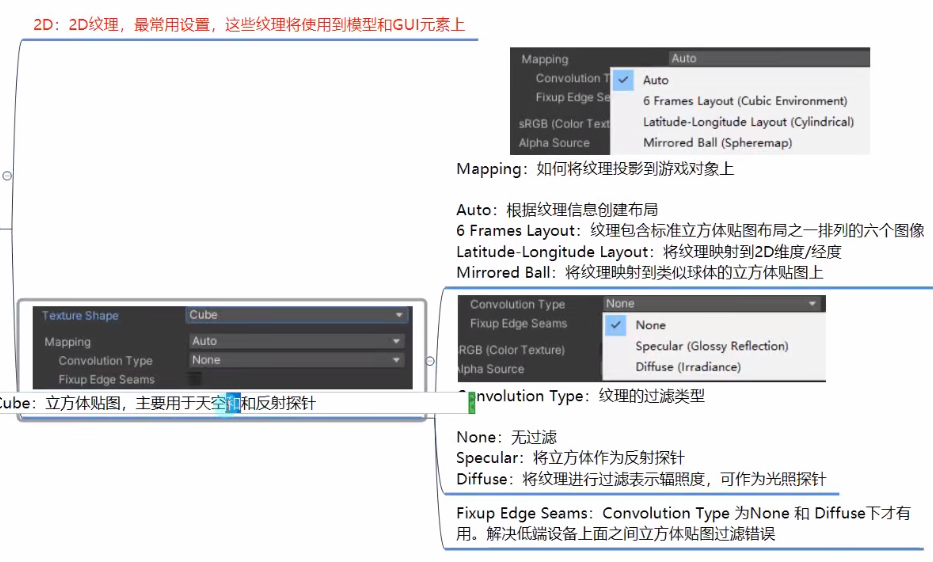 2D：2D纹理，最常用设置，这些纹理将使用到模型和GUI元素上
Mapping
Auto
Convolution T
Fixup Edge Se
sRGB (Color Text
Alpha Source
Auto
6 Frames Layout (Cubic Environment)
Latitude-Longitude Layout (Cylindrical)
Mirrored Ball (Spheremap)
Mapping：如何将纹理投影到游戏对象上
Auto：根据纹理信息创建布局
6 Frames Layout：纹理包含标准立方体贴图布局之一排列的六个图像
Latitude-Longitude Layout：将纹理映射到2D维度/经度
Mirrored Ball：将纹理映射到类似球体的立方体贴图上
Texture Shape
Cube
Mapping
Auto
Convolution Type
None
Fixup Edge Seams
Cube：立方体贴图，主要用于天空和和反射探针
Convolution Type
None
Fixup Edge Seams
RGB (Color Texture)
Alpha Source
None
Specular (Glossy Reflection)
Diffuse (Irradiance)
Convolution Type：纹理的过滤类型
None：无过滤
Specular：将立方体作为反射探针
Diffuse：将纹理进行过滤表示辐照度，可作为光照探针
Fixup Edge Seams：Convolution Type 为None 和 Diffuse下才有
用。解决低端设备上面之间立方体贴图过滤错误